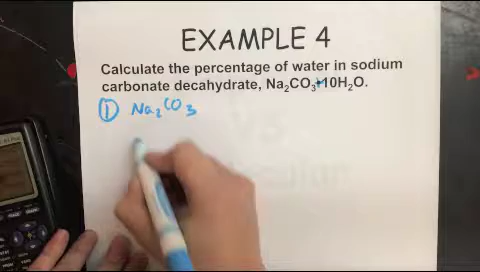 EXAMPLE 4
Calculate the percentage of water in sodium
carbonate decahydrate, Na₂CO₃•10H₂O.
① Na₂CO₃